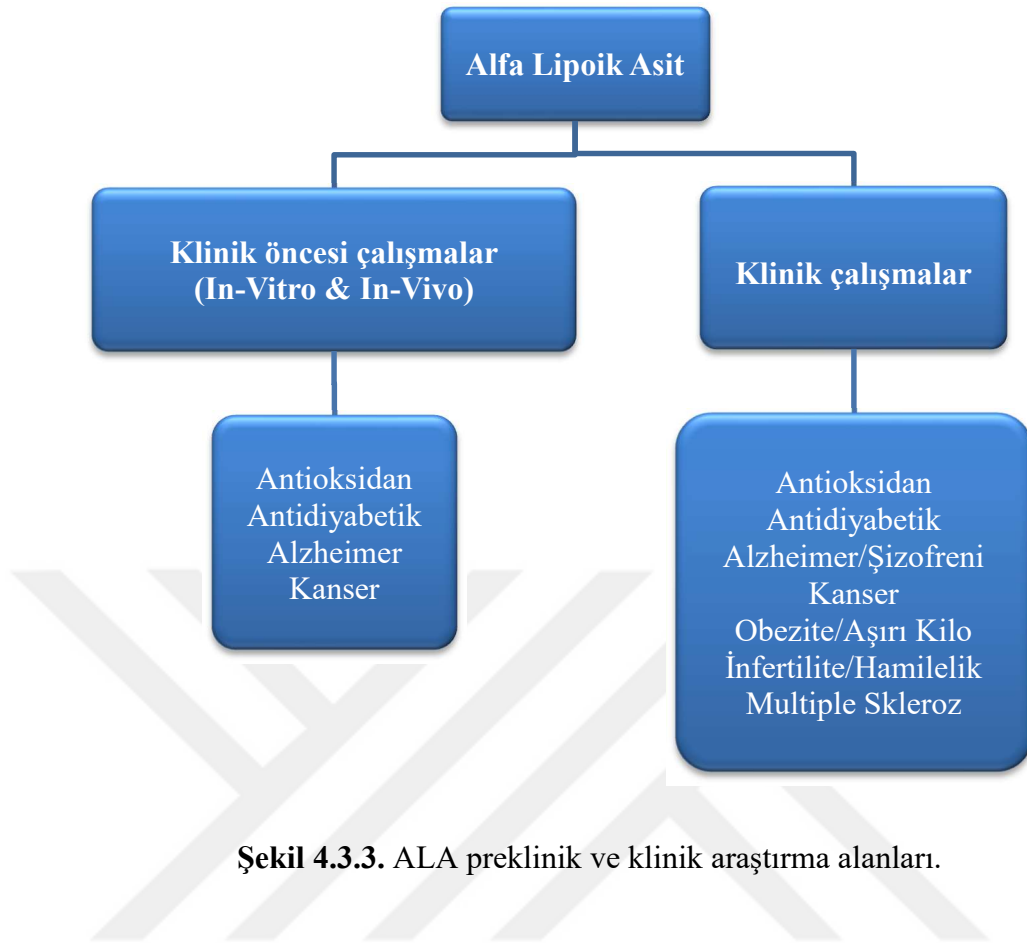 Alfa Lipoik Asit
Klinik öncesi çalışmalar
(In-Vitro & In-Vivo)
Klinik çalışmalar
Antioksidan
Antidiyabetik
Alzheimer
Kanser
Antioksidan
Antidiyabetik
Alzheimer/Şizofreni
Kanser
Obezite/Aşırı Kilo
İnfertilite/Hamilelik
Multiple Skleroz
Şekil 4.3.3. ALA preklinik ve klinik araştırma alanları.